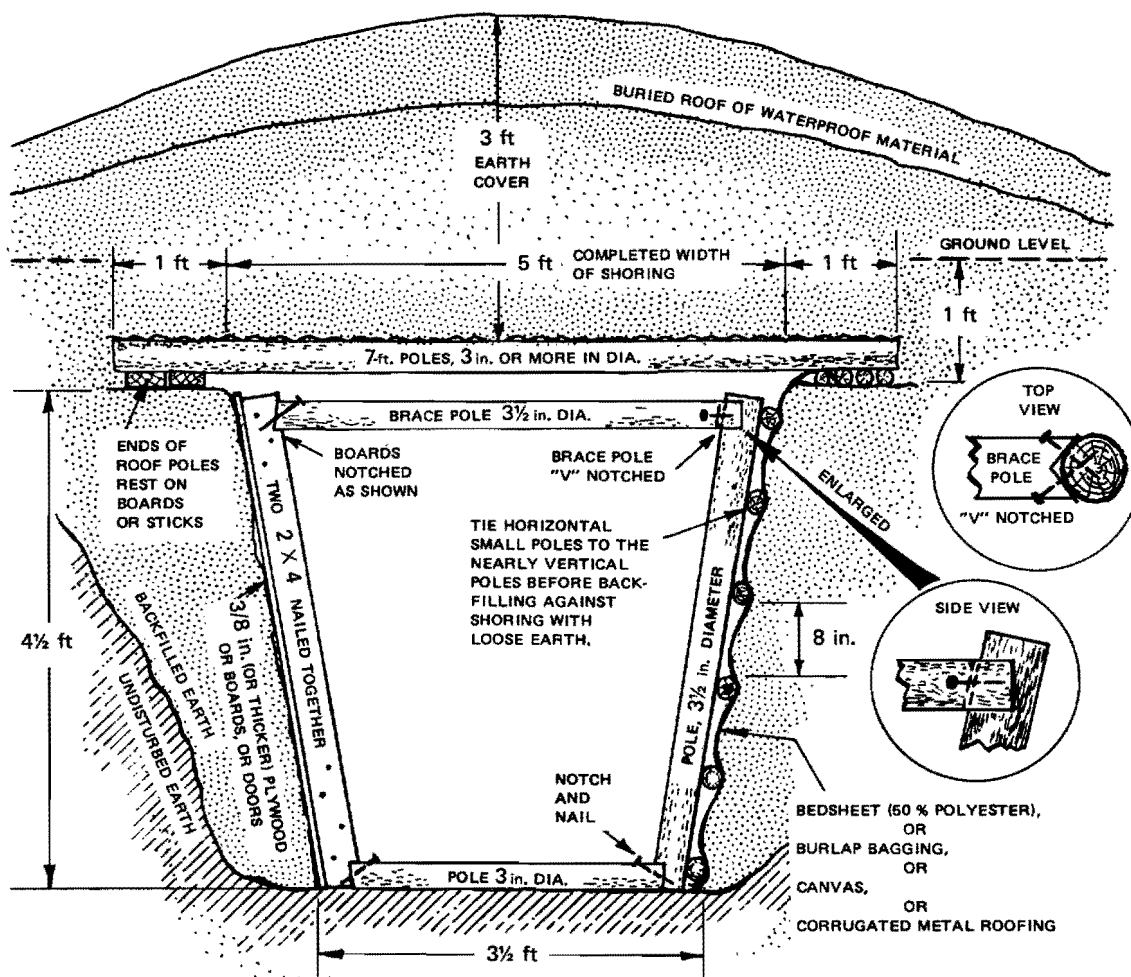 BURIED ROOF OF WATERPROOF MATERIAL
3 ft
EARTH
COVER
GROUND LEVEL
1 ft
5 ft
COMPLETED WIDTH
OF SHORING
1 ft
1 ft
7-ft. POLES, 3 in. OR MORE IN DIA.
BRACE POLE 3½ in. DIA.
TOP
VIEW
BRACE
POLE
"V" NOTCHED
ENDS OF
ROOF POLES
REST ON
BOARDS
OR STICKS
BOARDS
NOTCHED
AS SHOWN
BRACE POLE
"V" NOTCHED
ENLARGED
TIE HORIZONTAL
SMALL POLES TO THE
NEARLY VERTICAL
POLES BEFORE BACK-
FILLING AGAINST
SHORING WITH
LOOSE EARTH.
SIDE VIEW
8 in.
4½ ft
BACKFILLED EARTH
UNDISTURBED EARTH
3/8 in. (OR THICKER) PLYWOOD
OR BOARDS, OR DOORS
TWO 2 X 4 NAILED TOGETHER
POLE, 3½ in. DIAMETER
NOTCH
AND
NAIL
BEDSHEET (50 % POLYESTER),
OR
BURLAP BAGGING,
OR
CANVAS,
OR
CORRUGATED METAL ROOFING
POLE 3 in. DIA.
3½ ft